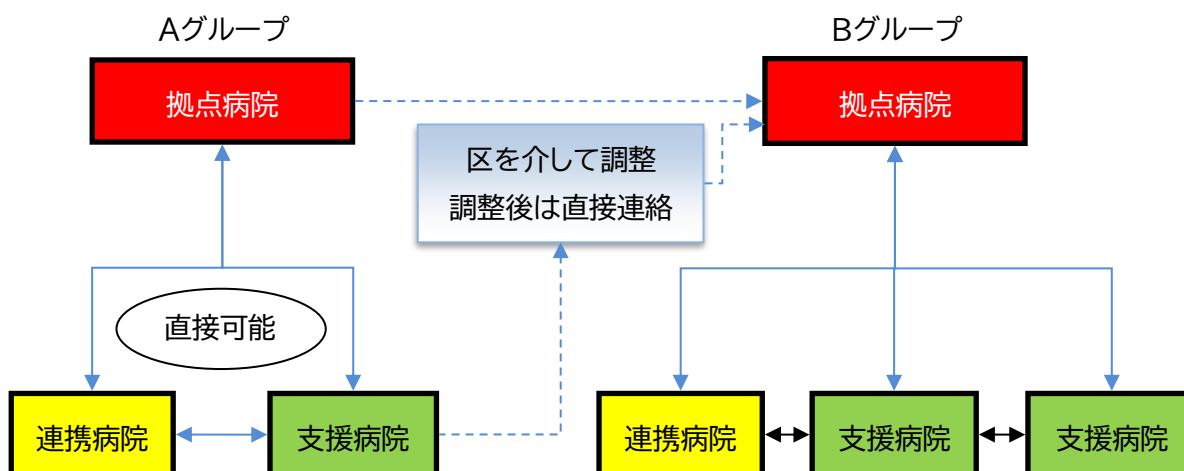 Aグループ
Bグループ
拠点病院
拠点病院
区を介して調整
調整後は直接連絡
直接可能
連携病院
支援病院
連携病院
支援病院
支援病院